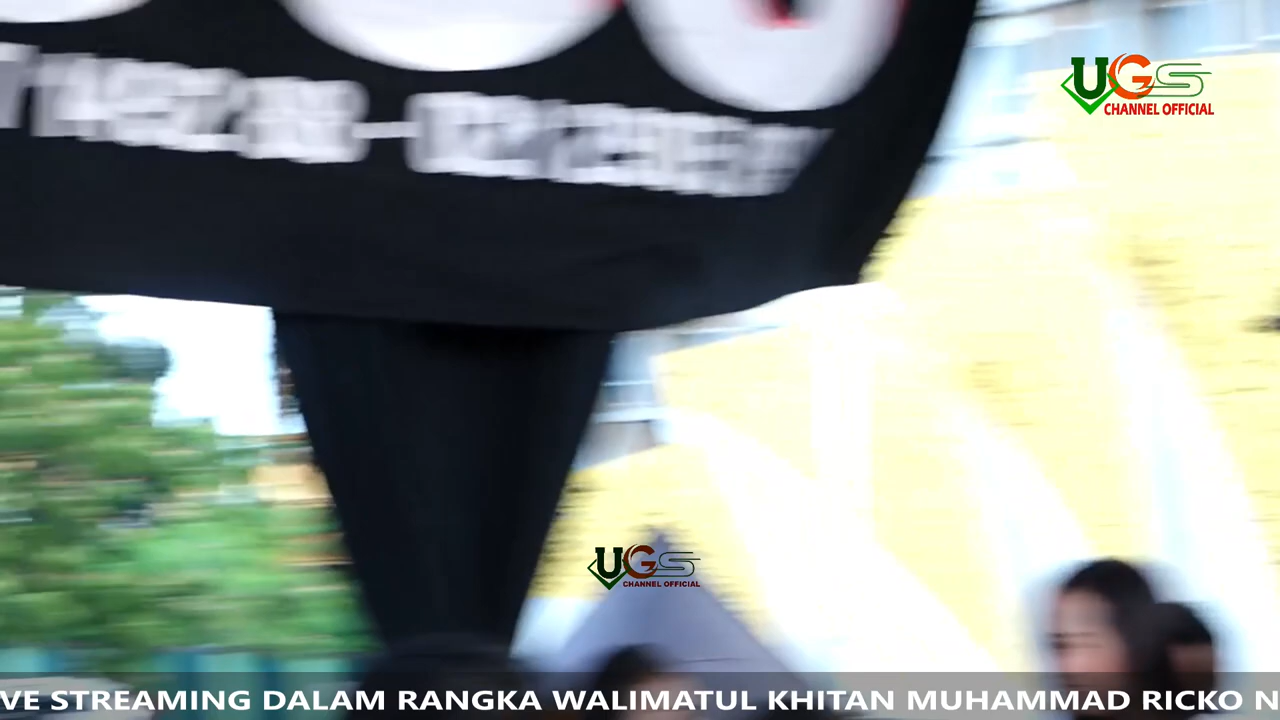 UGS
CHANNEL OFFICIAL
UGS
CHANNEL OFFICIAL
VE STREAMING DALAM RANGKA WALIMATUL KHITAN MUHAMMAD RICKO N